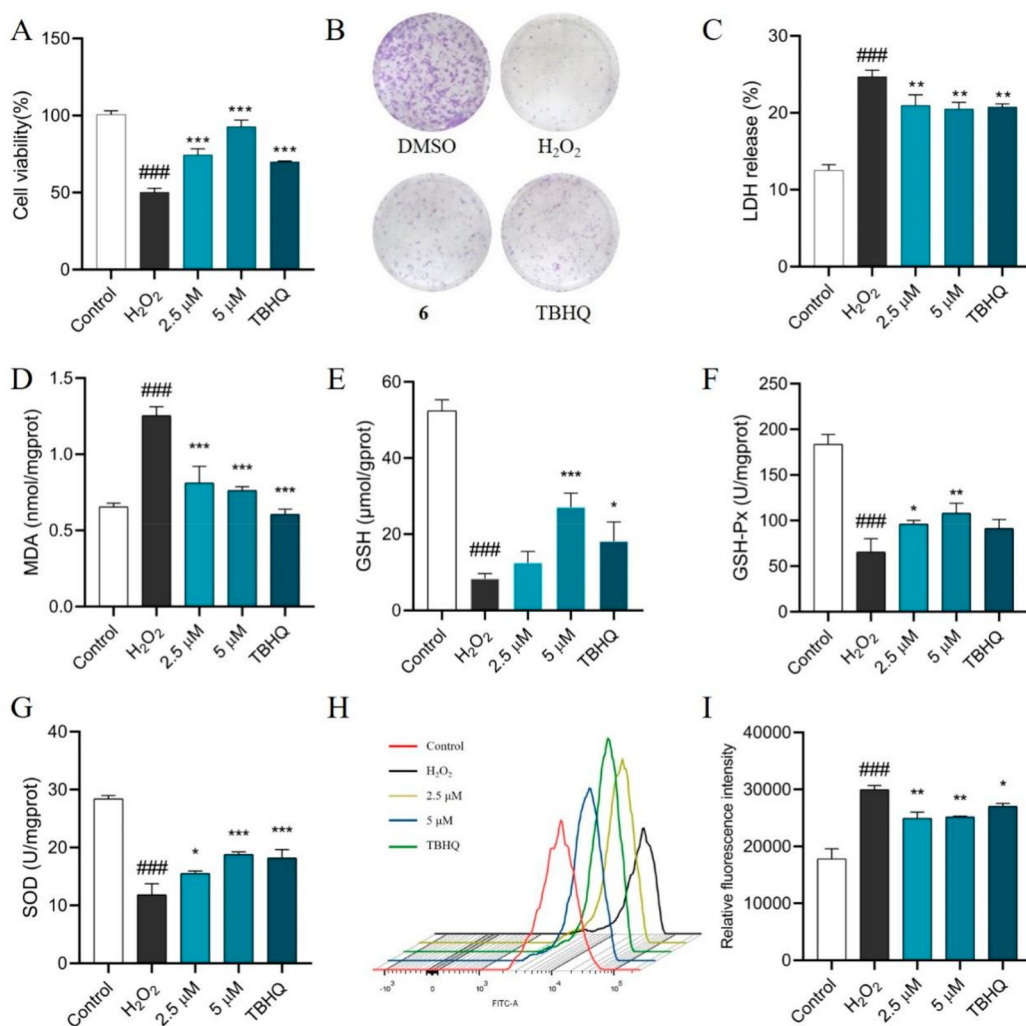 A
Cell viability(%)
150
100
50
0
###
***
***
***
Control
H₂O₂
2.5 μM
5 μM
TBHQ
B
DMSO
H₂O₂
6
TBHQ
C
LDH release (%)
30
20
10
0
###
**
**
**
Control
H₂O₂
2.5 μM
5 μM
TBHQ
D
MDA (nmol/mgprot)
1.5
1.0
0.5
0.0
###
***
***
***
Control
H₂O₂
2.5 μM
5 μM
TBHQ
E
GSH (μmol/gprot)
60
40
20
0
###
***
*
Control
H₂O₂
2.5 μM
5 μM
TBHQ
F
GSH-Px (U/mgprot)
250
200
150
100
50
0
###
*
**
Control
H₂O₂
2.5 μM
5 μM
TBHQ
G
SOD (U/mgprot)
40
30
20
10
0
###
*
***
***
Control
H₂O₂
2.5 μM
5 μM
TBHQ
H
Control
H₂O₂
2.5 μM
5 μM
TBHQ
-10³
0
10³
10⁴
10⁵
FITC-A
I
Relative fluorescence intensity
40000
30000
20000
10000
0
###
**
**
*
Control
H₂O₂
2.5 μM
5 μM
TBHQ